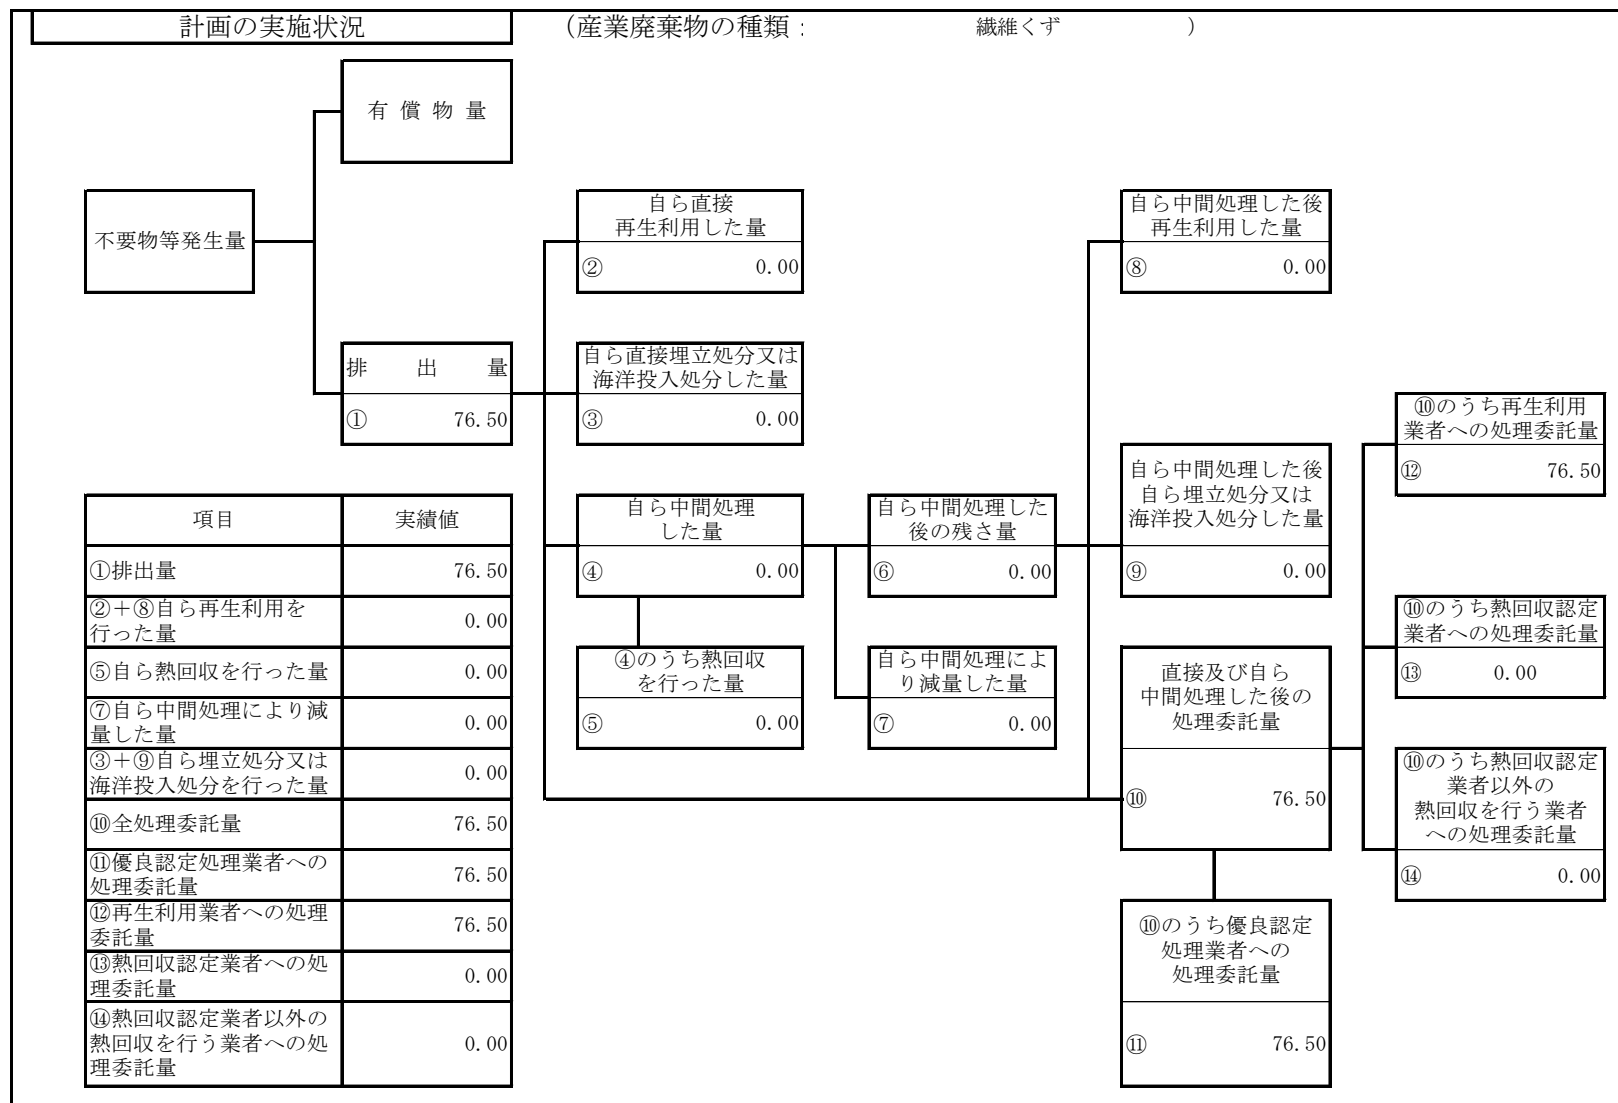 計画の実施状況
（産業廃棄物の種類：　繊維くず　）
有 償 物 量
不要物等発生量
自ら直接
再生利用した量
② 0.00
自ら中間処理した後
再生利用した量
⑧ 0.00
排 出 量
① 76.50
自ら直接埋立処分又は
海洋投入処分した量
③ 0.00
⑩のうち再生利用
業者への処理委託量
⑫ 76.50
自ら中間処理した後
自ら埋立処分又は
海洋投入処分した量
⑨ 0.00
自ら中間処理
した量
④ 0.00
自ら中間処理した
後の残さ量
⑥ 0.00
⑩のうち熱回収認定
業者への処理委託量
⑬ 0.00
④のうち熱回収
を行った量
⑤ 0.00
自ら中間処理によ
り減量した量
⑦ 0.00
直接及び自ら
中間処理した後の
処理委託量
⑩ 76.50
⑩のうち熱回収認定
業者以外の
熱回収を行う業者
への処理委託量
⑭ 0.00
⑩のうち優良認定
処理業者への
処理委託量
⑪ 76.50
項目 実績値
①排出量 76.50
②＋⑧自ら再生利用を
行った量 0.00
⑤自ら熱回収を行った量 0.00
⑦自ら中間処理により減
量した量 0.00
③＋⑨自ら埋立処分又は
海洋投入処分を行った量 0.00
⑩全処理委託量 76.50
⑪優良認定処理業者への
処理委託量 76.50
⑫再生利用業者への処理
委託量 76.50
⑬熱回収認定業者への処
理委託量 0.00
⑭熱回収認定業者以外の
熱回収を行う業者への処
理委託量 0.00